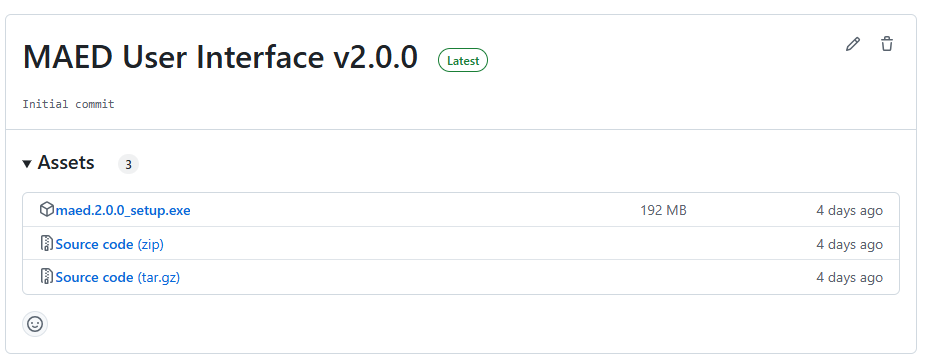 MAED User Interface v2.0.0 Latest
Initial commit
Assets 3
maed.2.0.0_setup.exe 192 MB 4 days ago
Source code (zip) 4 days ago
Source code (tar.gz) 4 days ago